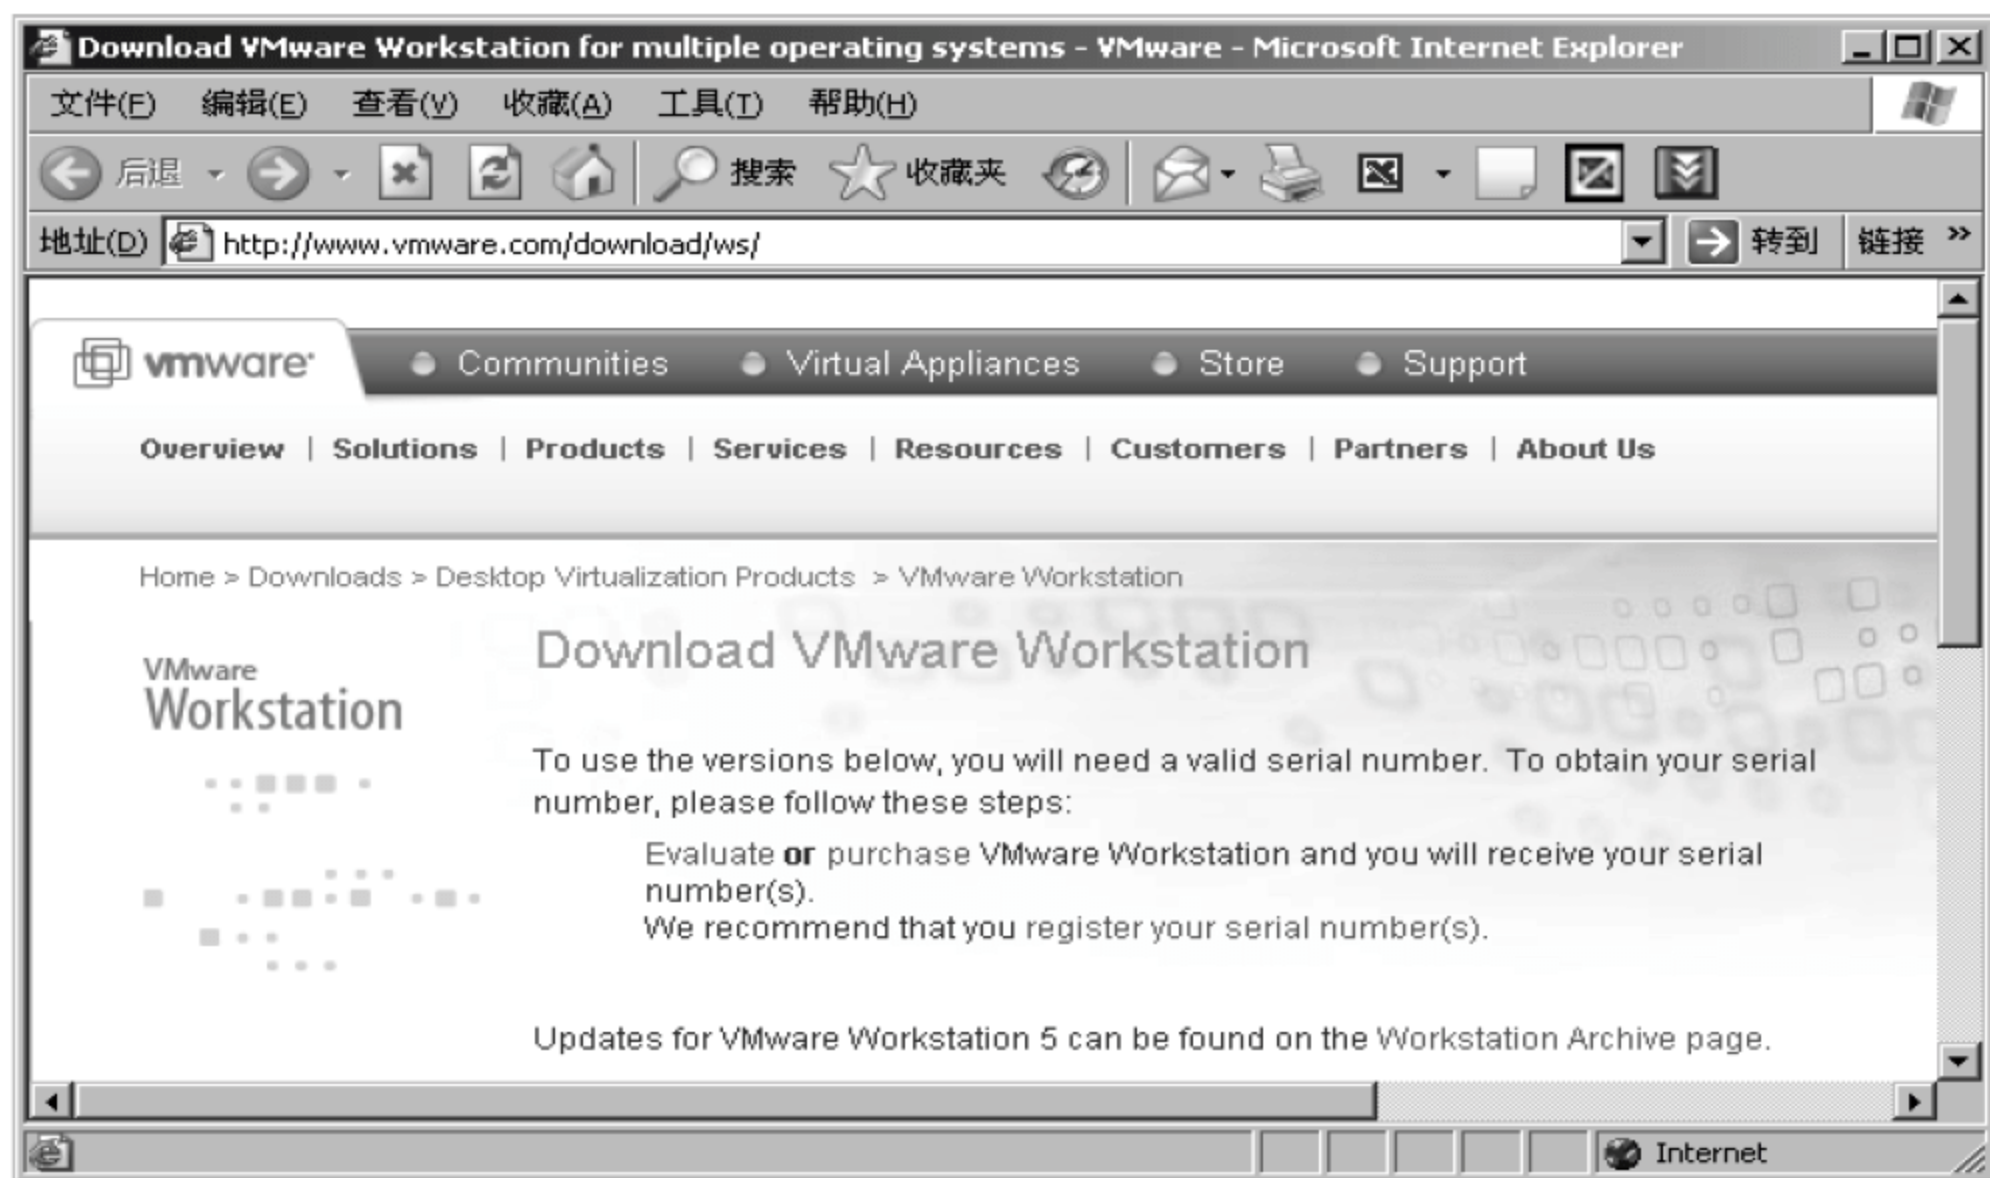 Download VMware Workstation for multiple operating systems - VMware - Microsoft Internet Explorer
文件(F) 编辑(E) 查看(V) 收藏(A) 工具(T) 帮助(H)
后退 搜索 收藏夹
地址(D) http://www.vmware.com/download/ws/ 转到 链接 »
vmware Communities Virtual Appliances Store Support
Overview | Solutions | Products | Services | Resources | Customers | Partners | About Us
Home > Downloads > Desktop Virtualization Products > VMware Workstation
Download VMware Workstation
VMware
Workstation
To use the versions below, you will need a valid serial number. To obtain your serial
number, please follow these steps:
Evaluate or purchase VMware Workstation and you will receive your serial
number(s).
We recommend that you register your serial number(s).
Updates for VMware Workstation 5 can be found on the Workstation Archive page.
Internet